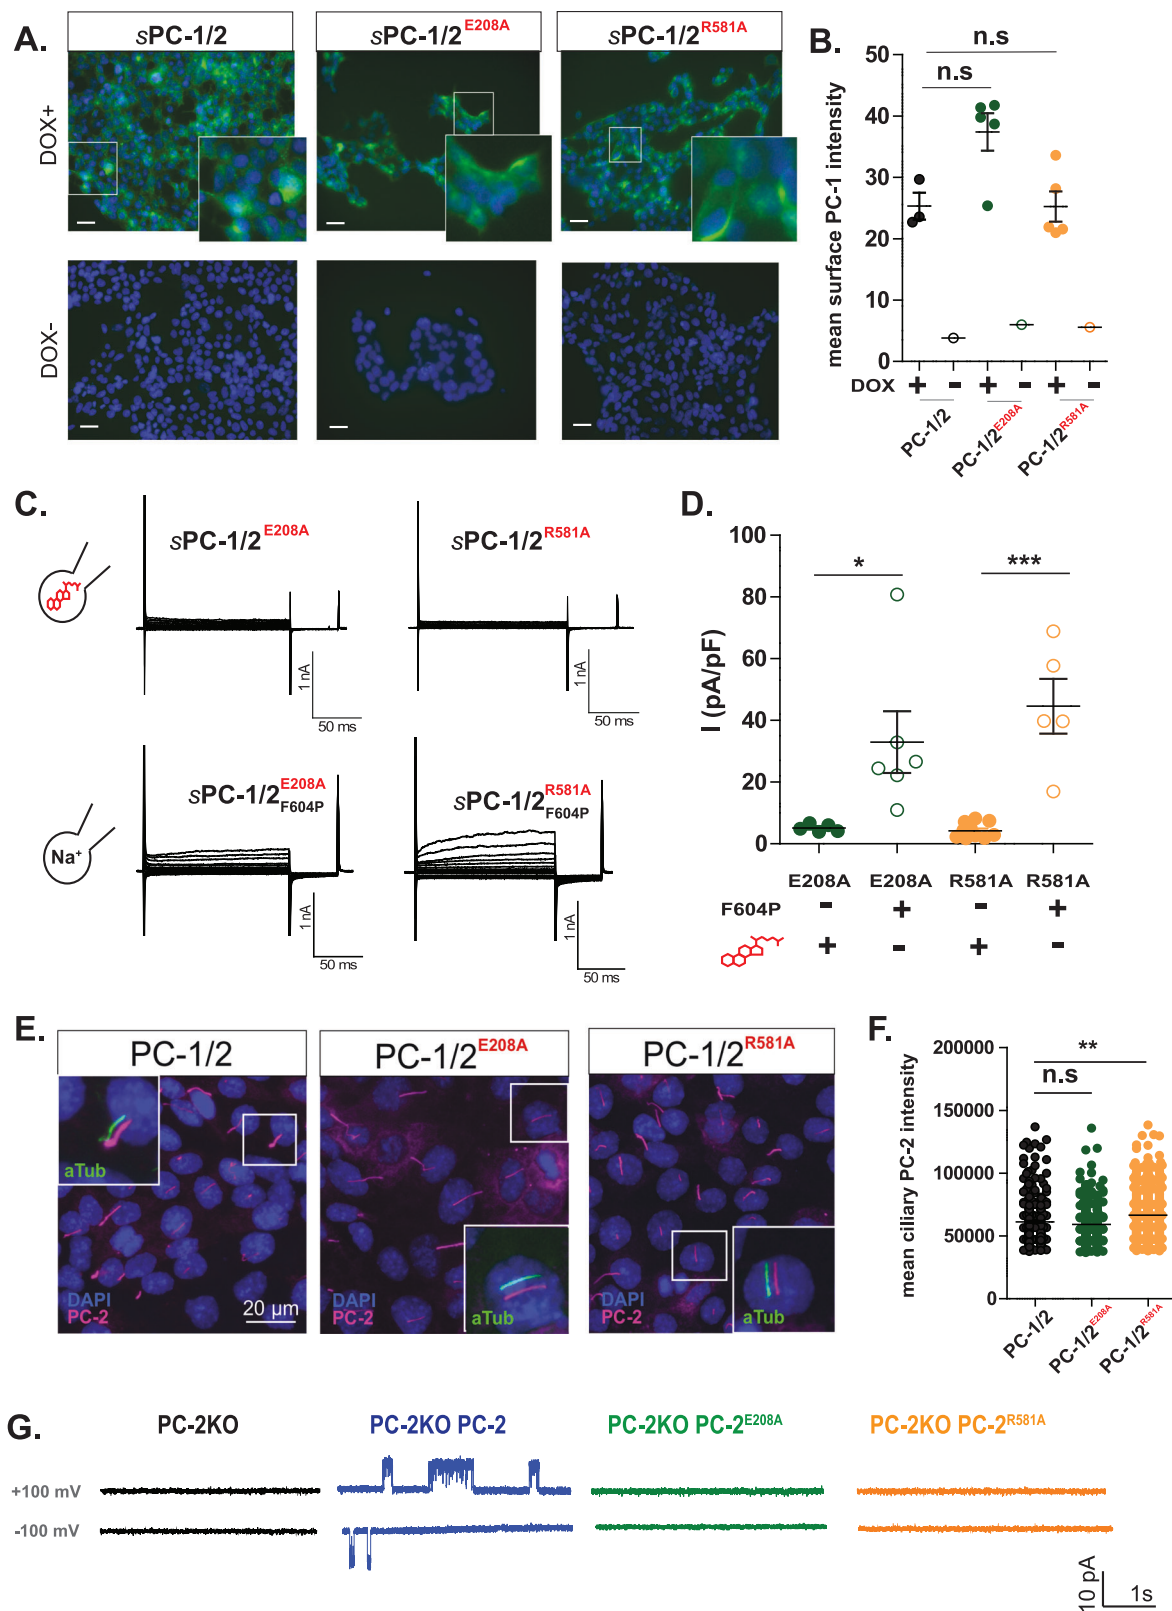 A.
sPC-1/2
sPC-1/2E208A
sPC-1/2R581A
DOX+
DOX-
B.
n.s
n.s
mean surface PC-1 intensity
50
40
30
20
10
0
DOX + - + - + -
PC-1/2
PC-1/2E208A
PC-1/2R581A
C.
sPC-1/2E208A
sPC-1/2R581A
1 nA
50 ms
1 nA
50 ms
sPC-1/2E208A F604P
sPC-1/2R581A F604P
Na+
1 nA
50 ms
1 nA
50 ms
D.
* ***
I (pA/pF)
100
80
60
40
20
0
E208A E208A R581A R581A
F604P - + - +
+ - + -
E.
PC-1/2
PC-1/2E208A
PC-1/2R581A
aTub
DAPI
PC-2
20 µm
aTub
DAPI
PC-2
aTub
DAPI
PC-2
F.
**
n.s
mean ciliary PC-2 intensity
200000
150000
100000
50000
0
PC-1/2
PC-1/2E208A
PC-1/2R581A
G.
PC-2KO
PC-2KO PC-2
PC-2KO PC-2E208A
PC-2KO PC-2R581A
+100 mV
-100 mV
10 pA
1s